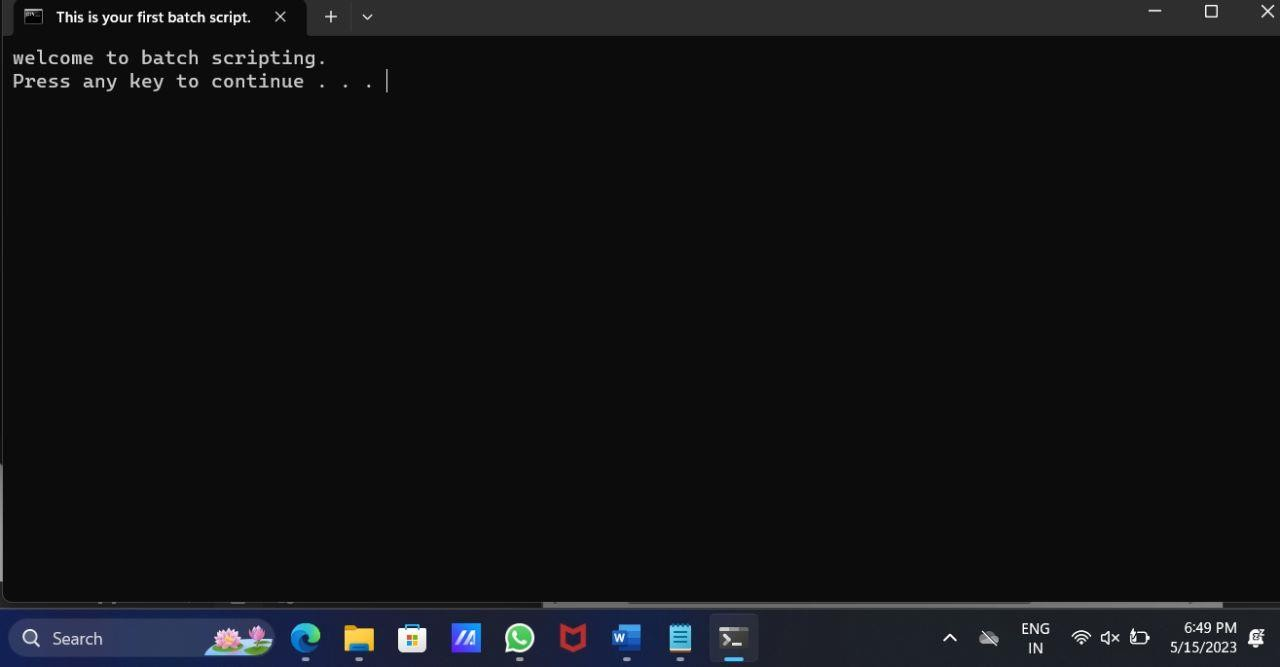 This is your first batch script.
welcome to batch scripting.
Press any key to continue . . .
Search
ENG
IN
6:49 PM
5/15/2023